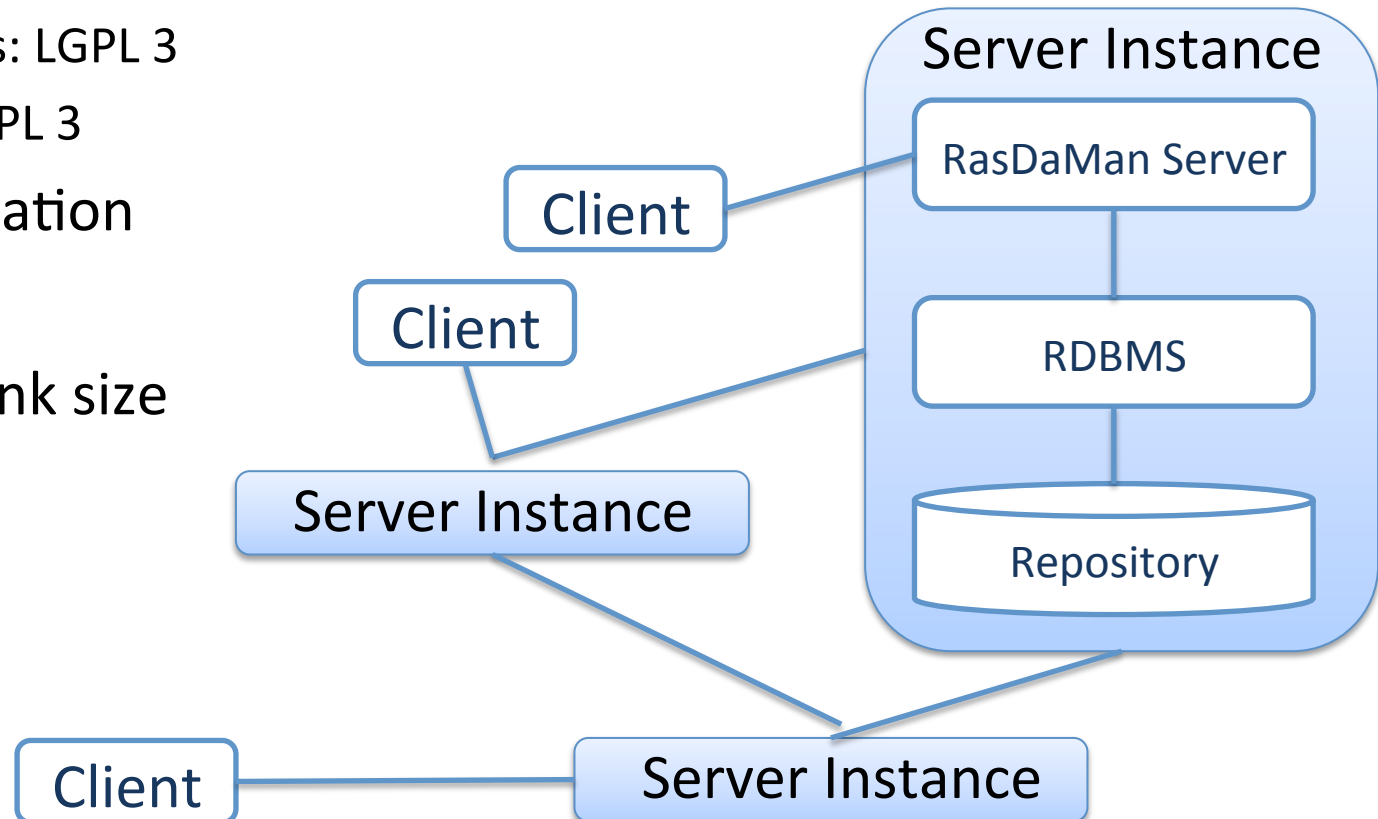 s: LGPL 3
PL 3
ation
nk size
Server Instance
RasDaMan Server
Client
Client
RDBMS
Server Instance
Repository
Client
Server Instance